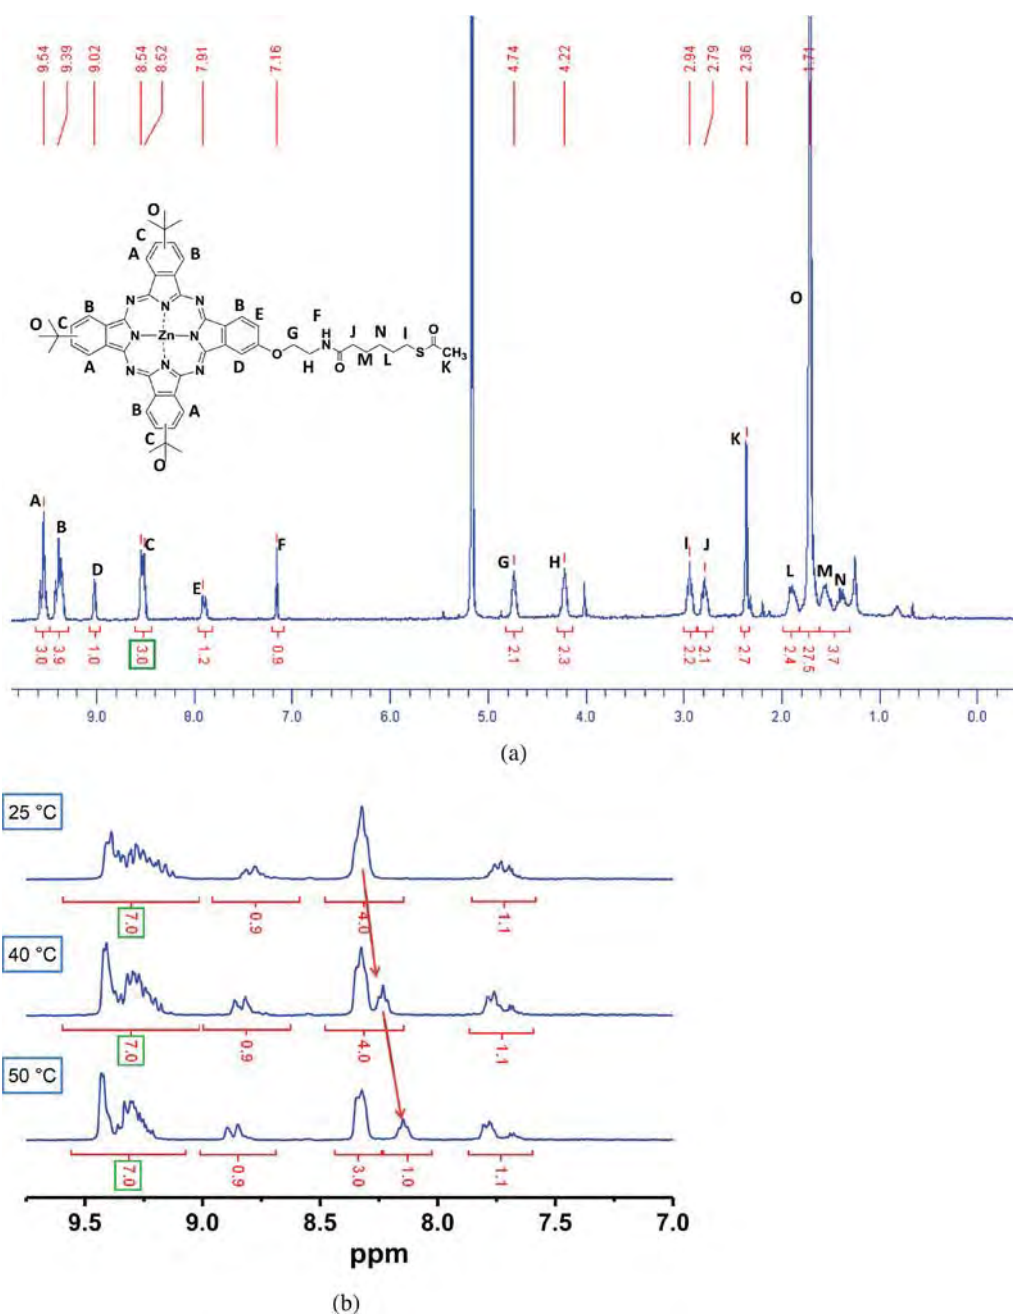 9.54 9.39 9.02 8.54 8.52 7.91 7.16 4.74 4.22 2.94 2.79 2.36 1.71
O
C
A B
N N
B F
B E H J N I O
O C N Zn N G N S CH₃
A D O H O M L K
N N N
B A
C
O
O
K
A B D C E F G H I J L M N
3.0 3.9 1.0 3.0 1.2 0.9 2.1 2.3 2.2 2.1 2.7 2.4 27.5 3.7
9.0 8.0 7.0 6.0 5.0 4.0 3.0 2.0 1.0 0.0
(a)
25 °C
7.0 0.9 4.0 1.1
40 °C
7.0 0.9 4.0 1.1
50 °C
7.0 0.9 3.0 1.0 1.1
9.5 9.0 8.5 8.0 7.5 7.0
ppm
(b)